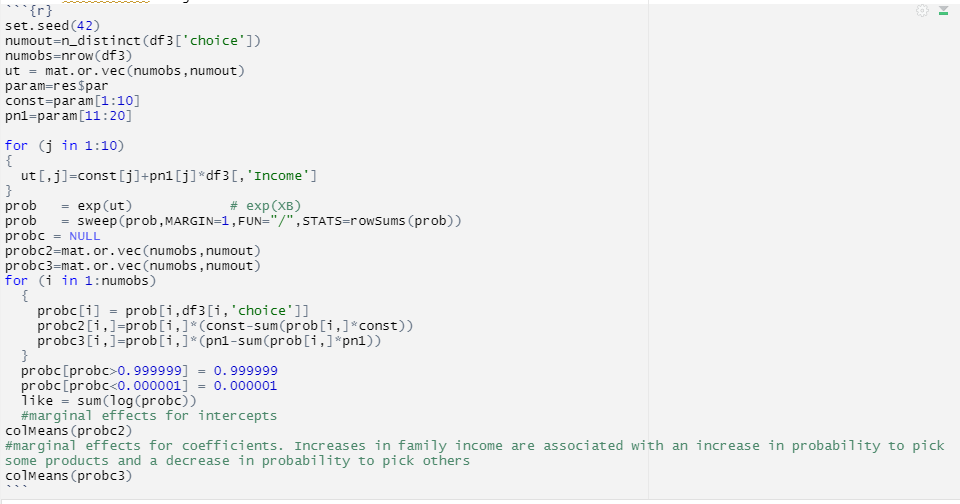 ```{r}
set.seed(42)
numout=n_distinct(df3['choice'])
numobs=nrow(df3)
ut = mat.or.vec(numobs,numout)
param=res$par
const=param[1:10]
pn1=param[11:20]
for (j in 1:10)
{
ut[,j]=const[j]+pn1[j]*df3[,'Income']
}
prob   = exp(ut)            # exp(XB)
prob   = sweep(prob,MARGIN=1,FUN="/",STATS=rowSums(prob))
probc = NULL
probc2=mat.or.vec(numobs,numout)
probc3=mat.or.vec(numobs,numout)
for (i in 1:numobs)
{
probc[i] = prob[i,df3[i,'choice']]
probc2[i,]=prob[i,]*(const-sum(prob[i,]*const))
probc3[i,]=prob[i,]*(pn1-sum(prob[i,]*pn1))
}
probc[probc>0.999999] = 0.999999
probc[probc<0.000001] = 0.000001
like = sum(log(probc))
#marginal effects for intercepts
colMeans(probc2)
#marginal effects for coefficients. Increases in family income are associated with an increase in probability to pick
some products and a decrease in probability to pick others
colMeans(probc3)
```